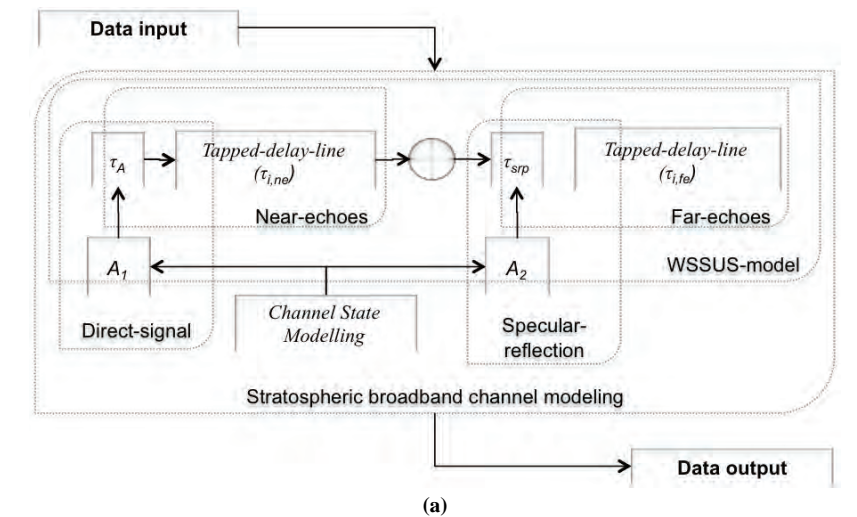 Data input
τA
Tapped-delay-line
(τi,ne)
τsrp
Tapped-delay-line
(τi,fe)
Near-echoes
Far-echoes
A1
A2
WSSUS-model
Channel State
Modelling
Direct-signal
Specular-
reflection
Stratospheric broadband channel modeling
Data output
(a)